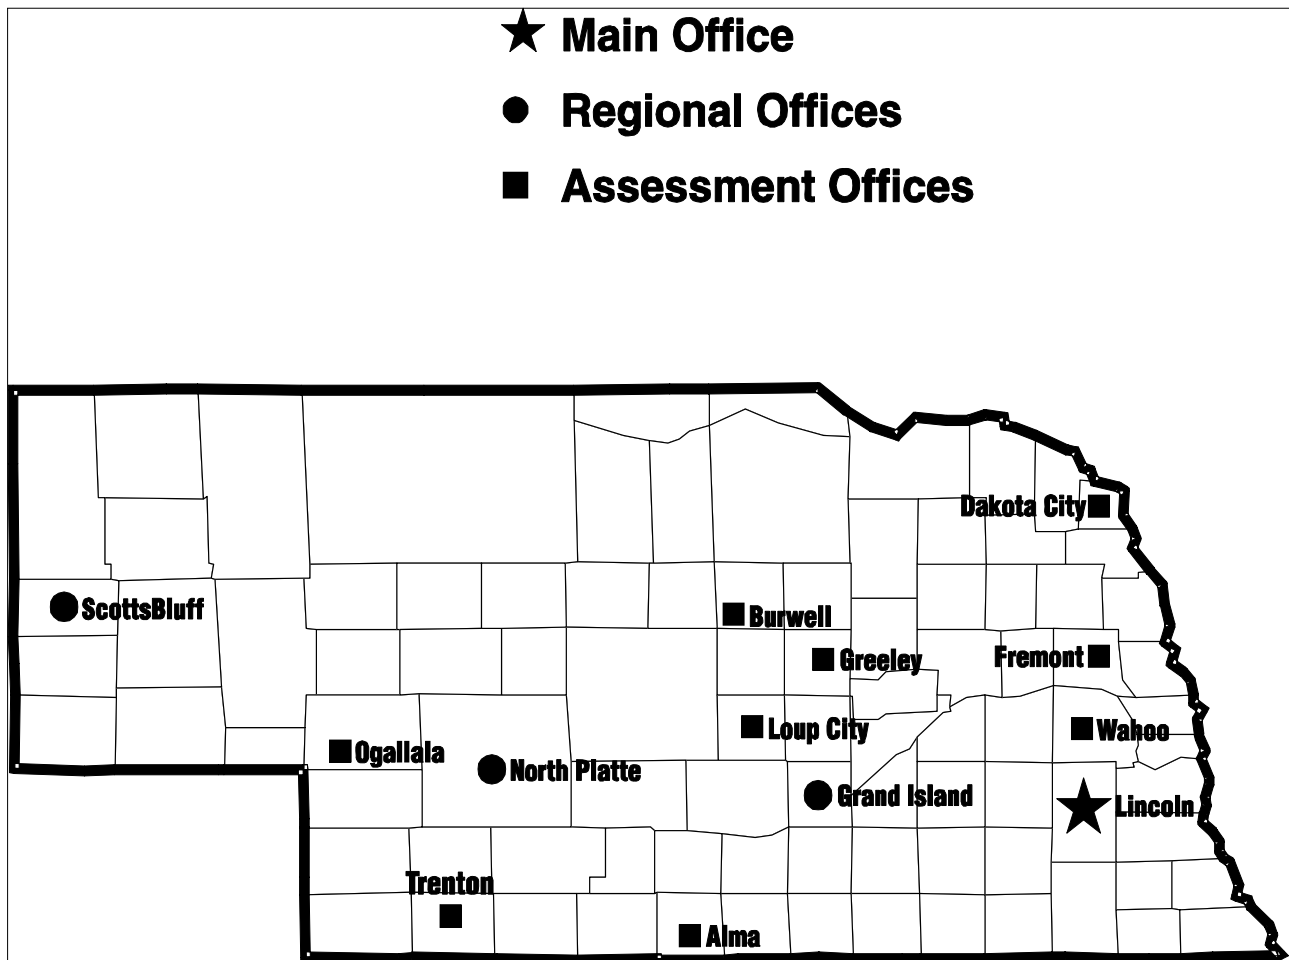 Main Office
Regional Offices
Assessment Offices
Dakota City
ScottsBluff
Burwell
Greeley
Fremont
Loup City
Wahoo
Ogallala
North Platte
Grand Island
Lincoln
Trenton
Alma